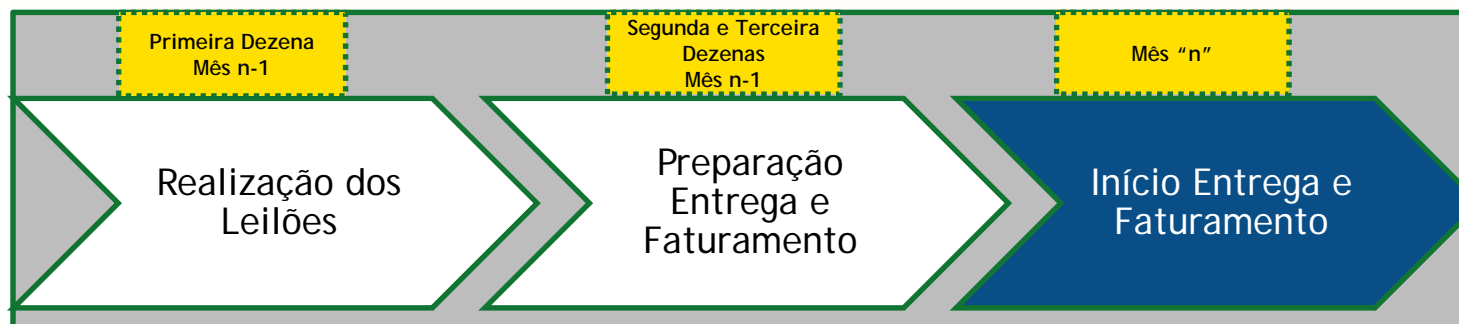 Primeira Dezena
Mês n-1
Segunda e Terceira
Dezenas
Mês n-1
Mês “n”
Realização dos
Leilões
Preparação
Entrega e
Faturamento
Início Entrega e
Faturamento